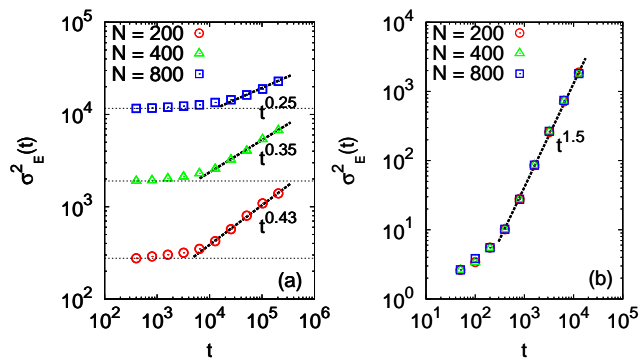 10^5
10^4
10^3
10^2
σ^2_E(t)
N = 200
N = 400
N = 800
t^0.25
t^0.35
t^0.43
(a)
10^2 10^3 10^4 10^5 10^6
t
10^4
10^3
10^2
10^1
10^0
σ^2_E(t)
N = 200
N = 400
N = 800
t^1.5
(b)
10^1 10^2 10^3 10^4 10^5
t